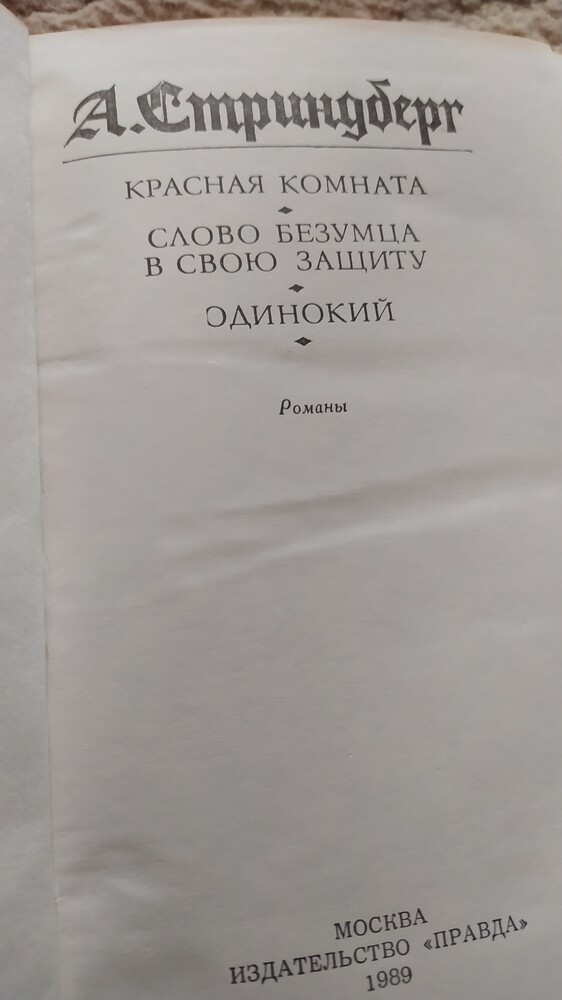 А. Стриндберг
КРАСНАЯ КОМНАТА
СЛОВО БЕЗУМЦА
В СВОЮ ЗАЩИТУ
ОДИНОКИЙ
Романы
МОСКВА
ИЗДАТЕЛЬСТВО «ПРАВДА»
1989